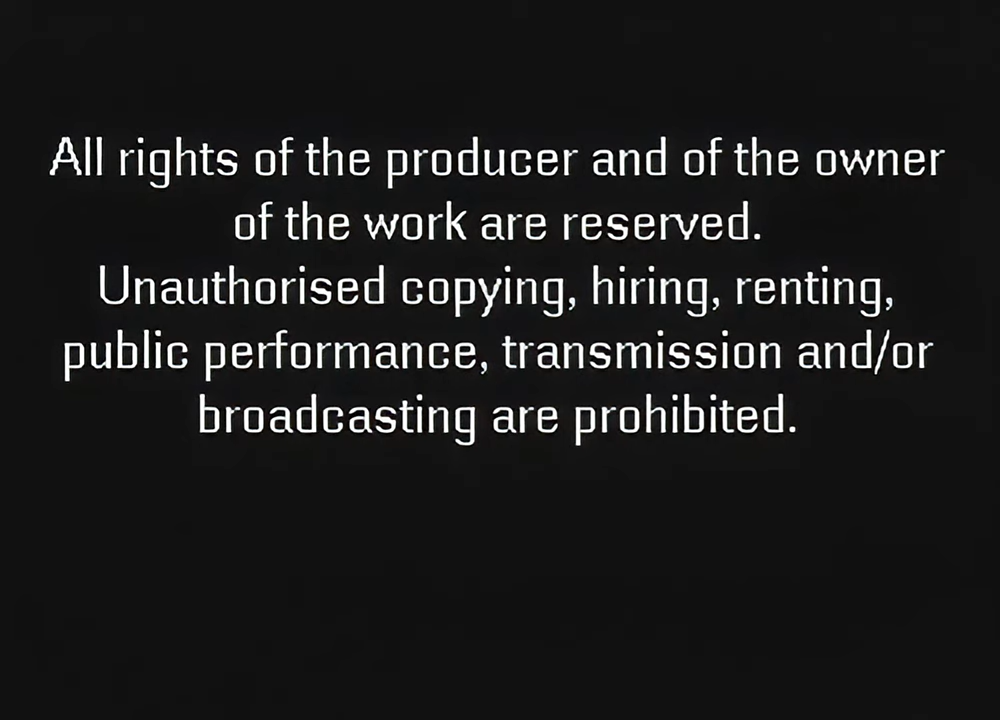 All rights of the producer and of the owner
of the work are reserved.
Unauthorised copying, hiring, renting,
public performance, transmission and/or
broadcasting are prohibited.